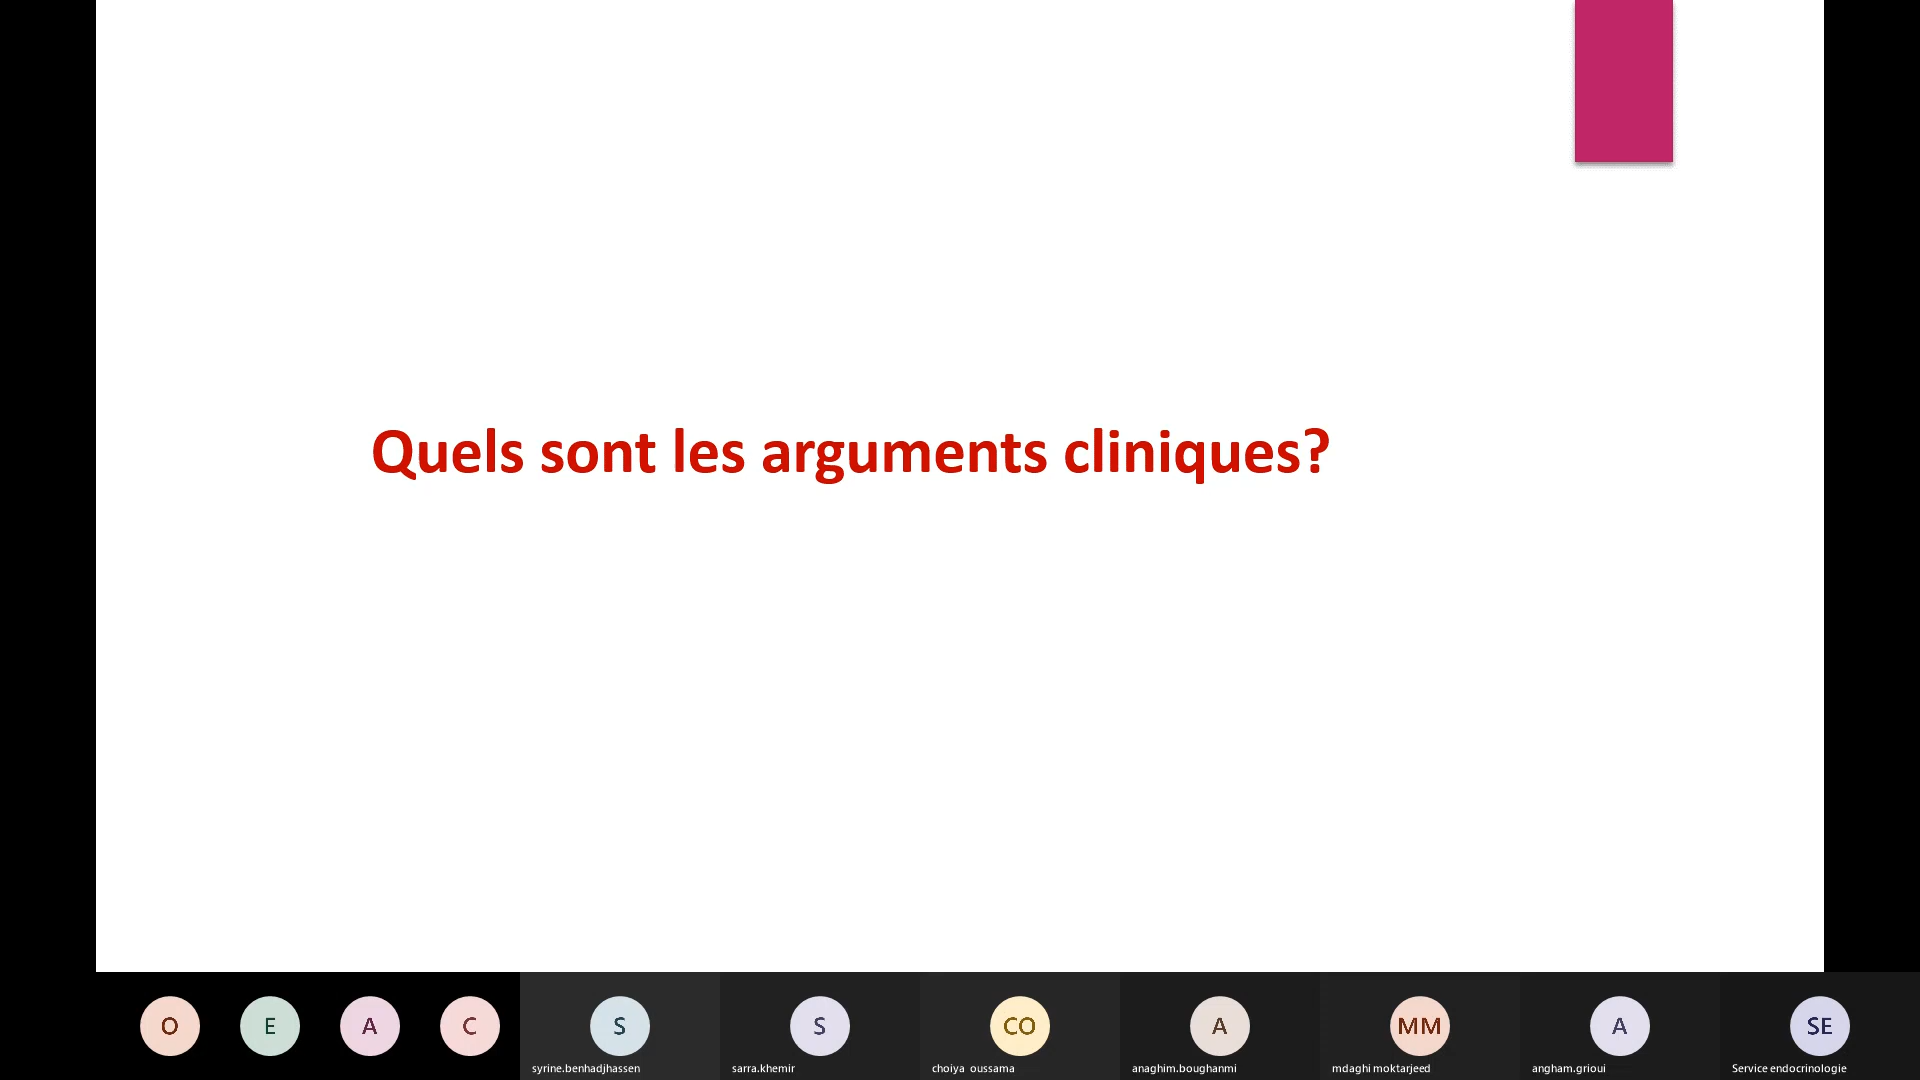 Quels sont les arguments cliniques?
O
E
A
C
S
S
CO
A
MM
A
SE
syrine.benhadjhassen
sarra.khemir
choiya oussama
anaghim.boughanmi
mdaghi moktarjeed
angham.grioui
Service endocrinologie